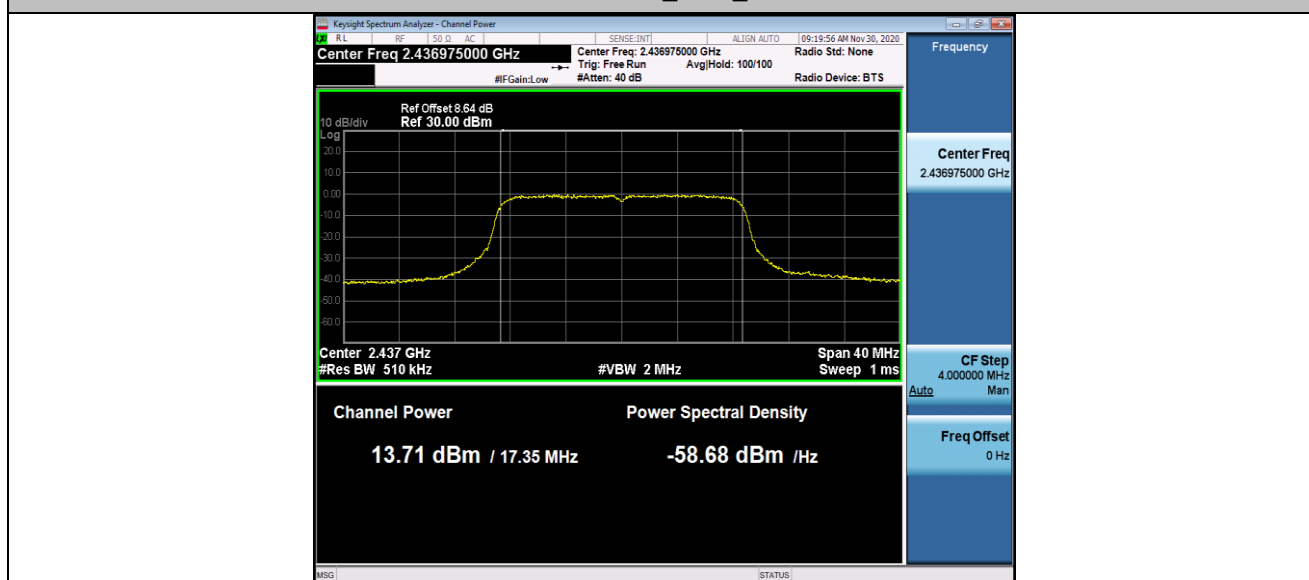 Keysight Spectrum Analyzer - Channel Power
RL RF 50 Ω AC SENSE:INT ALIGN AUTO 09:19:56 AM Nov 30, 2020
Center Freq 2.436975000 GHz
Center Freq: 2.436975000 GHz Radio Std: None
Trig: Free Run Avg|Hold: 100/100
#IFGain:Low #Atten: 40 dB Radio Device: BTS
Frequency
Ref Offset 8.64 dB
10 dB/div Ref 30.00 dBm
Log
20.0
10.0
0.00
-10.0
-20.0
-30.0
-40.0
-50.0
-60.0
Center 2.437 GHz Span 40 MHz
#Res BW 510 kHz #VBW 2 MHz Sweep 1 ms
Channel Power Power Spectral Density
13.71 dBm / 17.35 MHz -58.68 dBm /Hz
Center Freq
2.436975000 GHz
CF Step
4.000000 MHz
Auto Man
Freq Offset
0 Hz
MSG STATUS